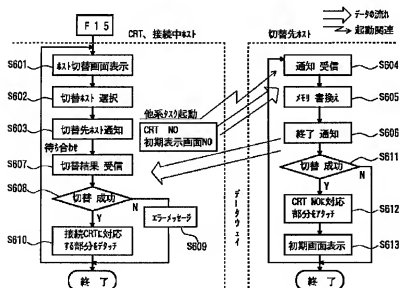 F15
データの流れ
起動関連
CRT、接続中ホスト
切替先ホスト
S601
ホスト切替画面表示
S602
切替ホスト 選択
S603
切替先ホスト通知
待ち合わせ
S607
切替結果 受信
S608
切替 成功
N
Y
エラーメッセージ
S609
S610
接続CRTに対応
する部分をデタッチ
終 了
他系タスク起動
CRT NO
初期表示画面NO
データウェイ
通知 受信
S604
メモリ 書換え
S605
終了 通知
S606
切替 成功
S611
N
Y
CRT NOに対応
部分をアタッチ
S612
初期画面表示
S613
終 了